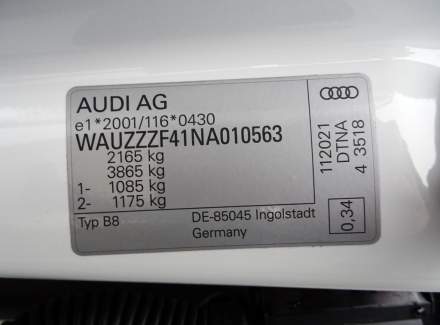 AUDI AG
e1*2001/116*0430
WAUZZZF41NA010563
2165 kg
3865 kg
1- 1085 kg
2- 1175 kg
Typ B8 DE-85045 Ingolstadt
Germany
112021
DTNA
4 3518
0,34